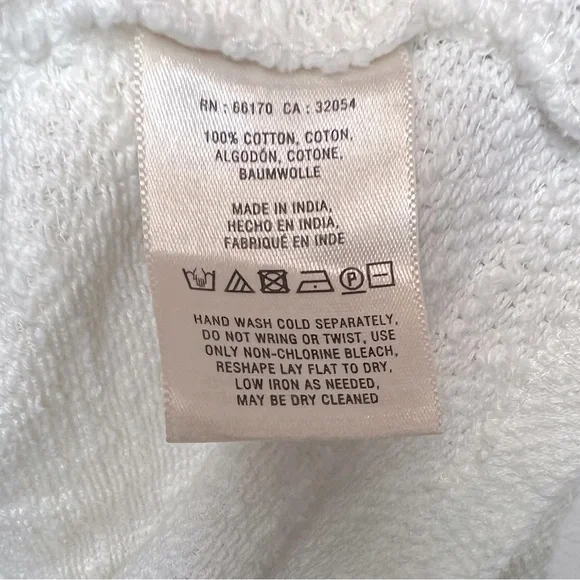 RN : 66170 CA : 32054
100% COTTON, COTON,
ALGODÓN, COTONE,
BAUMWOLLE
MADE IN INDIA,
HECHO EN INDIA,
FABRIQUÉ EN INDE
P
HAND WASH COLD SEPARATELY,
DO NOT WRING OR TWIST, USE
ONLY NON-CHLORINE BLEACH,
RESHAPE LAY FLAT TO DRY,
LOW IRON AS NEEDED,
MAY BE DRY CLEANED